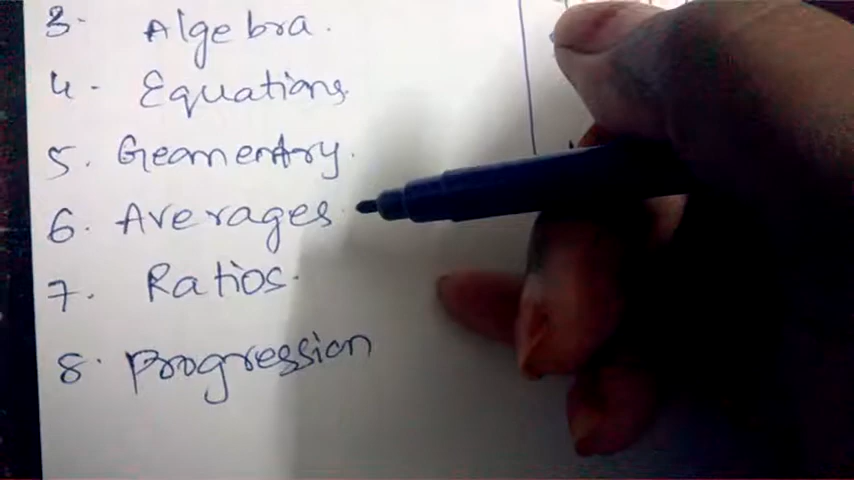 3. Algebra.
4. Equations.
5. Geomentry.
6. Averages.
7. Ratios.
8. Progression